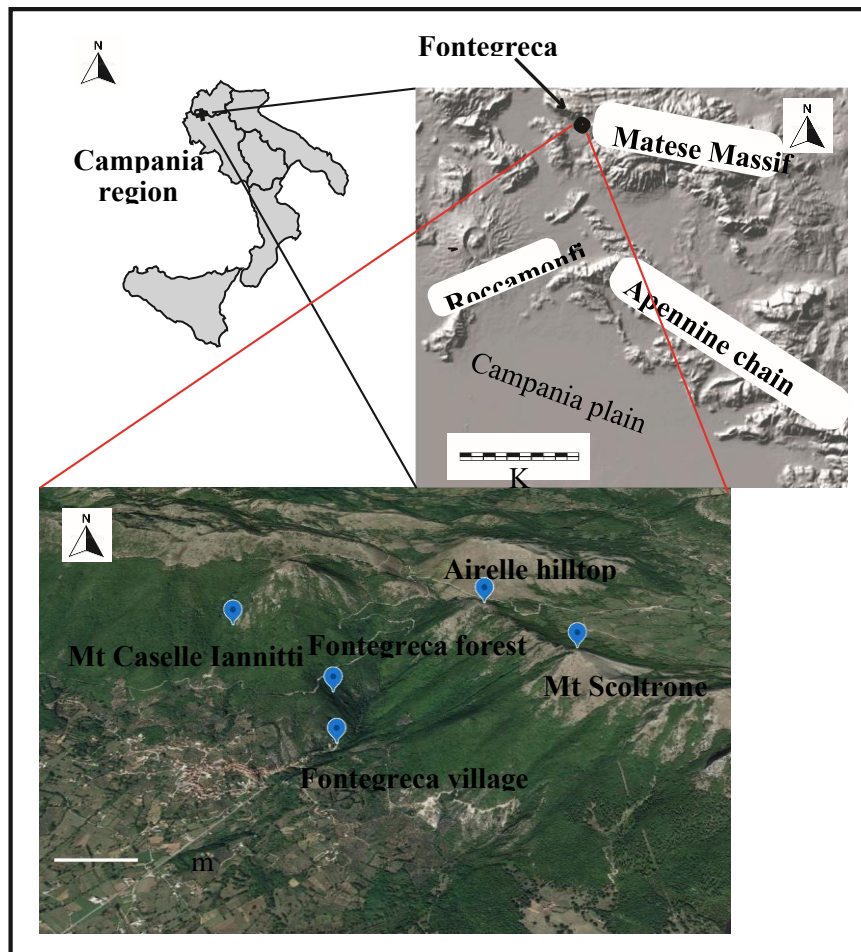 N
Fontegreca
N
Campania
region
Matese Massif
Roccamonfi
Apennine chain
Campania plain
K
N
Airelle hilltop
Mt Caselle Iannitti
Fontegreca forest
Mt Scoltrone
Fontegreca village
m